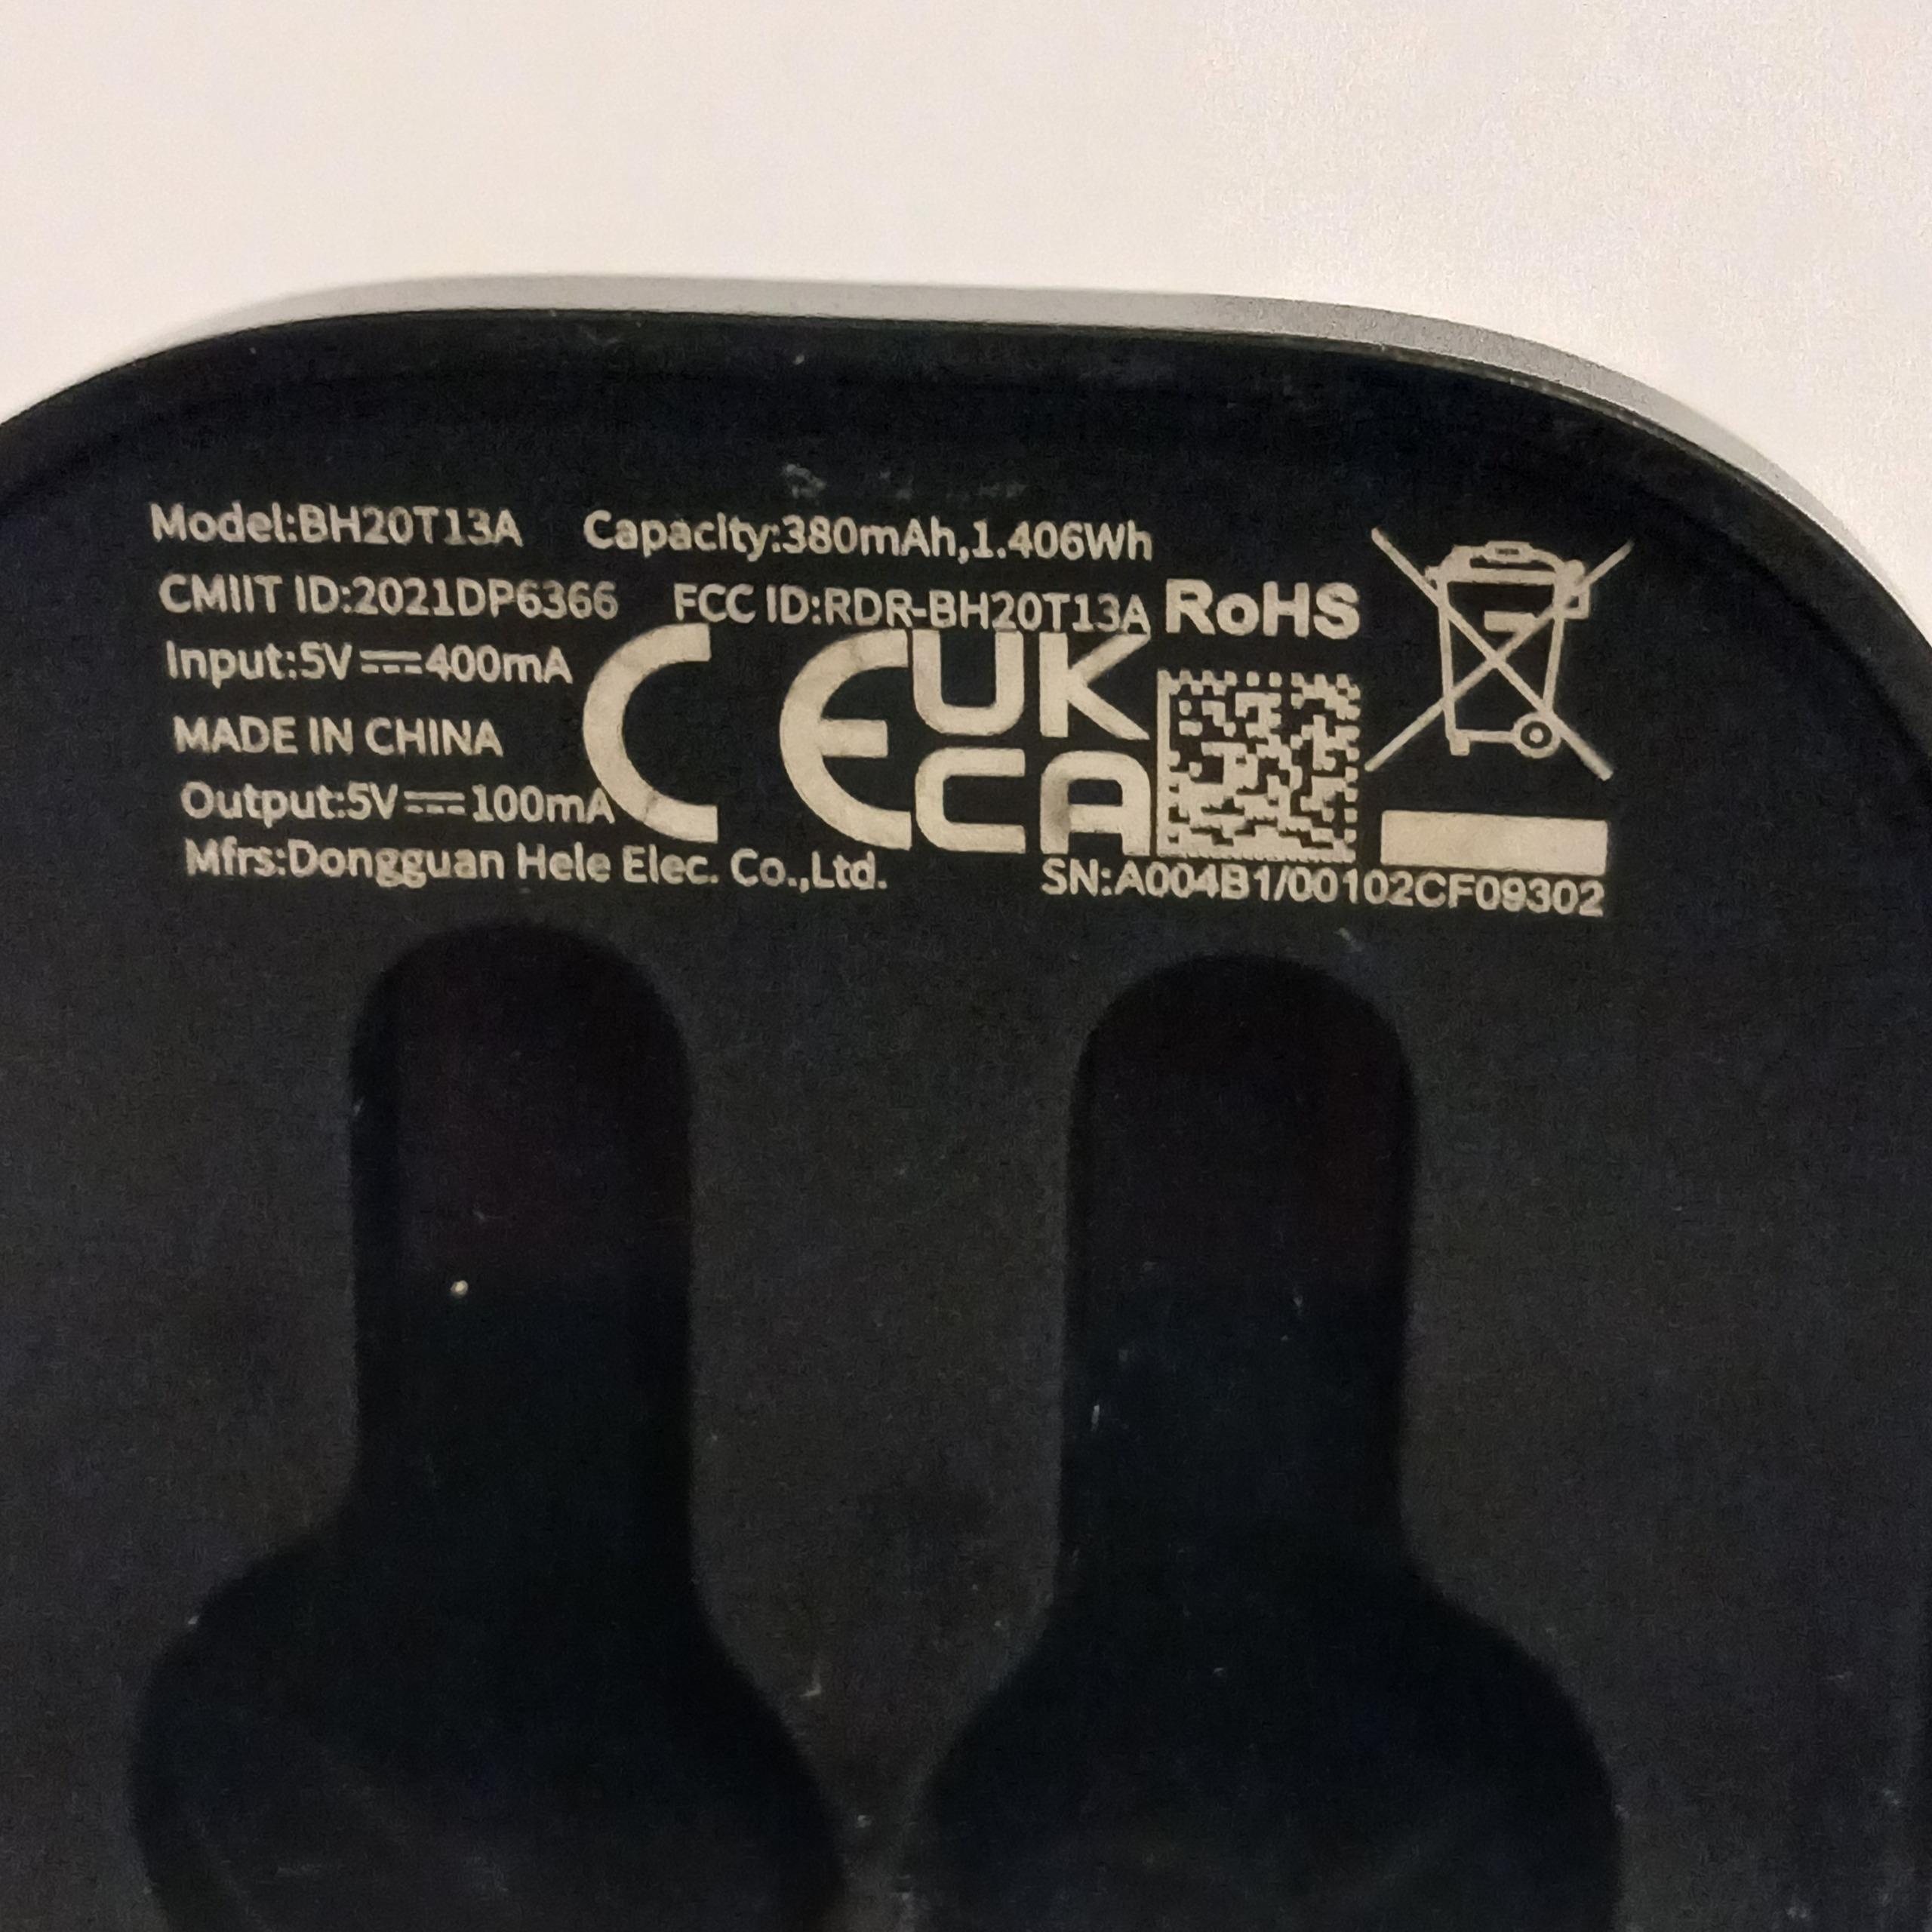 Model:BH20T13A Capacity:380mAh,1.406Wh
CMIIT ID:2021DP6366 FCC ID:RDR-BH20T13A RoHS
Input:5V⎓400mA
MADE IN CHINA
Output:5V⎓100mA
CE UK
CA
Mfrs:Dongguan Hele Elec. Co.,Ltd.
SN:A004B1/00102CF09302